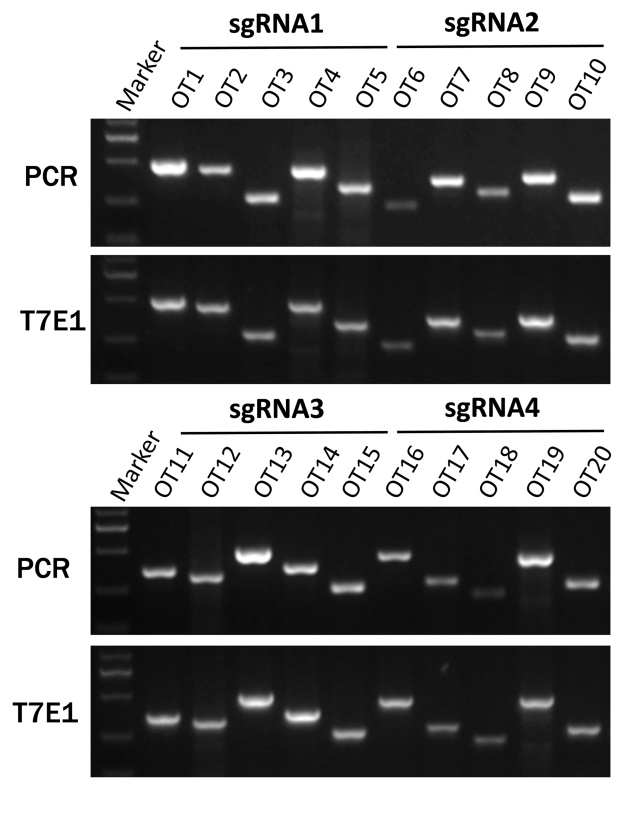 sgRNA1 sgRNA2
Marker OT1 OT2 OT3 OT4 OT5 OT6 OT7 OT8 OT9 OT10
PCR
T7E1
sgRNA3 sgRNA4
Marker OT11 OT12 OT13 OT14 OT15 OT16 OT17 OT18 OT19 OT20
PCR
T7E1